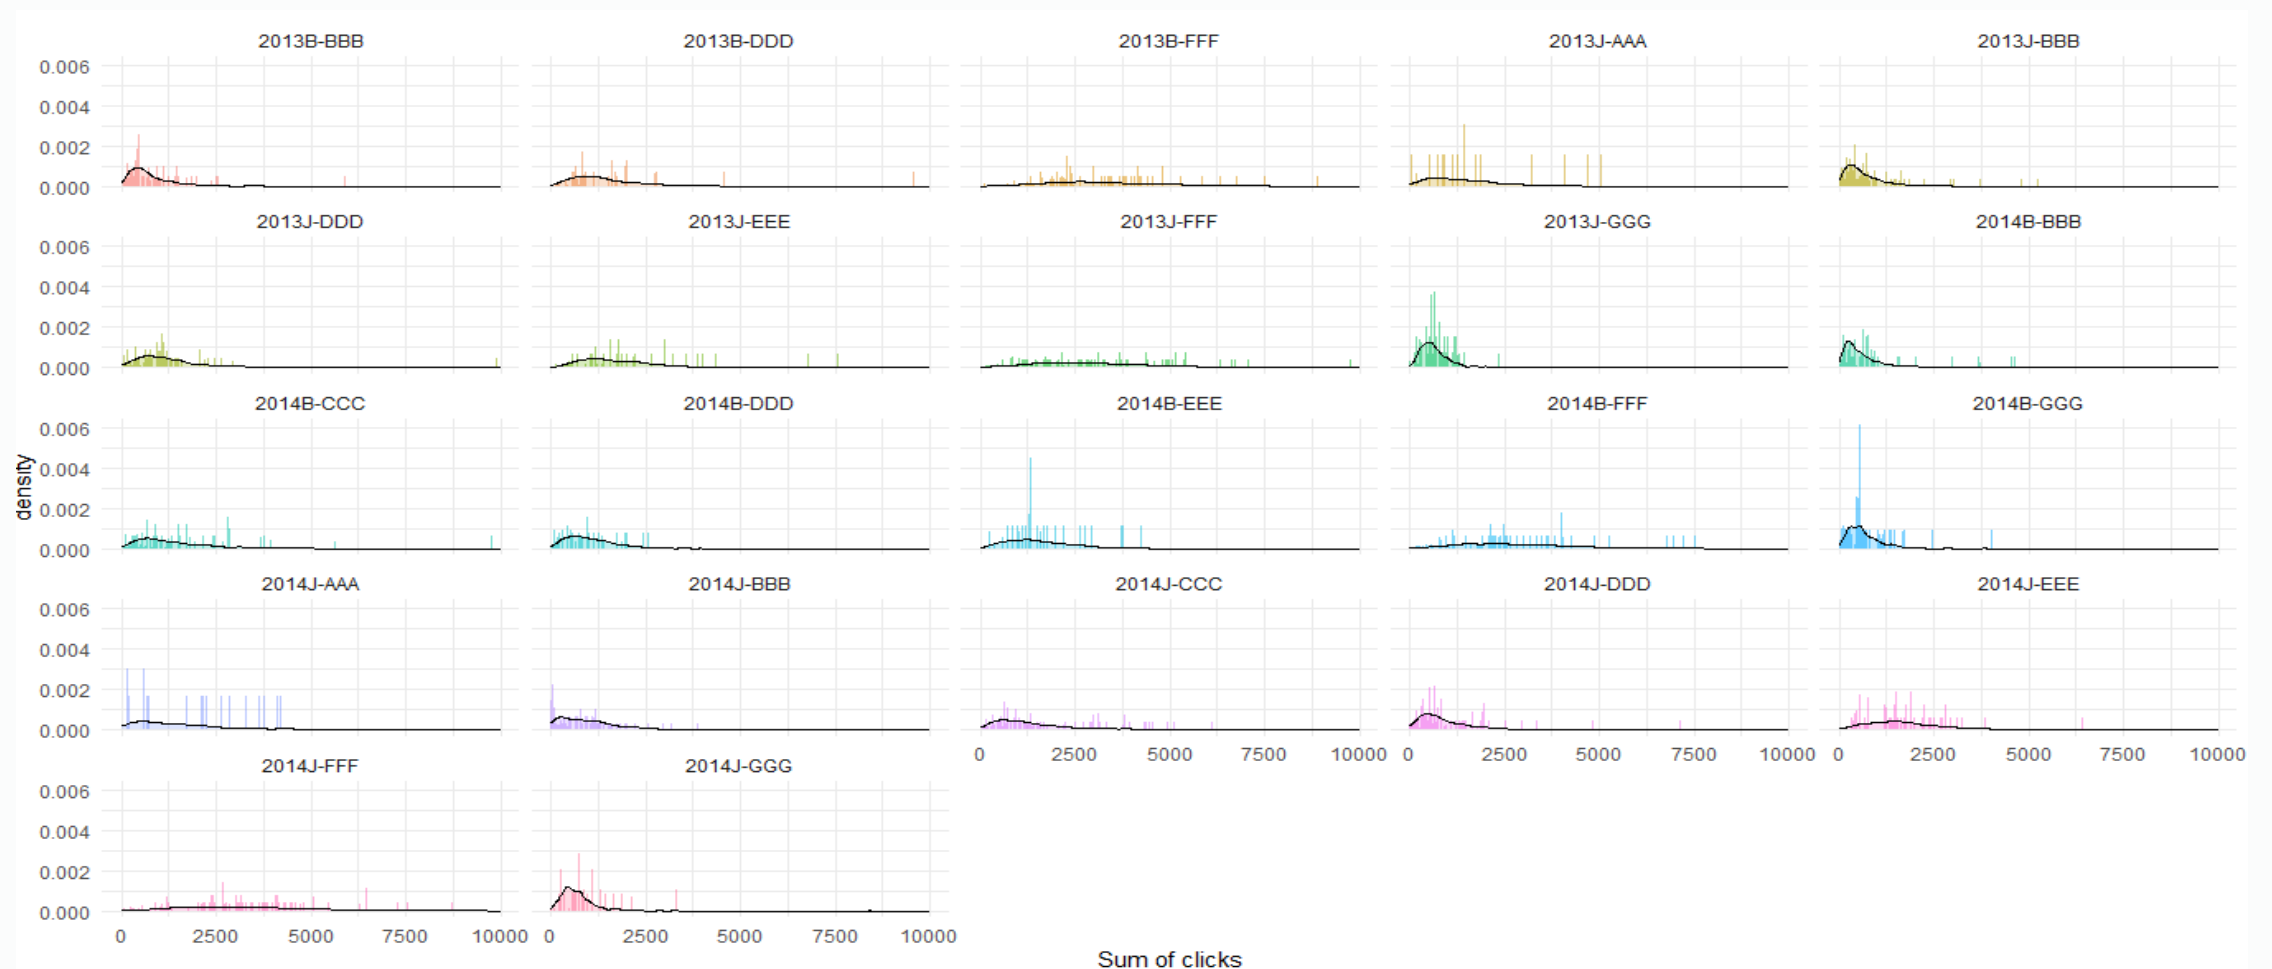 2013B-BBB 2013B-DDD 2013B-FFF 2013J-AAA 2013J-BBB
0.006
0.004
0.002
0.000
2013J-DDD 2013J-EEE 2013J-FFF 2013J-GGG 2014B-BBB
0.006
0.004
0.002
0.000
2014B-CCC 2014B-DDD 2014B-EEE 2014B-FFF 2014B-GGG
0.006
0.004
density
0.002
0.000
2014J-AAA 2014J-BBB 2014J-CCC 2014J-DDD 2014J-EEE
0.006
0.004
0.002
0.000
0 2500 5000 7500 10000 0 2500 5000 7500 10000 0 2500 5000 7500 10000
2014J-FFF 2014J-GGG
0.006
0.004
0.002
0.000
0 2500 5000 7500 10000 0 2500 5000 7500 10000
Sum of clicks